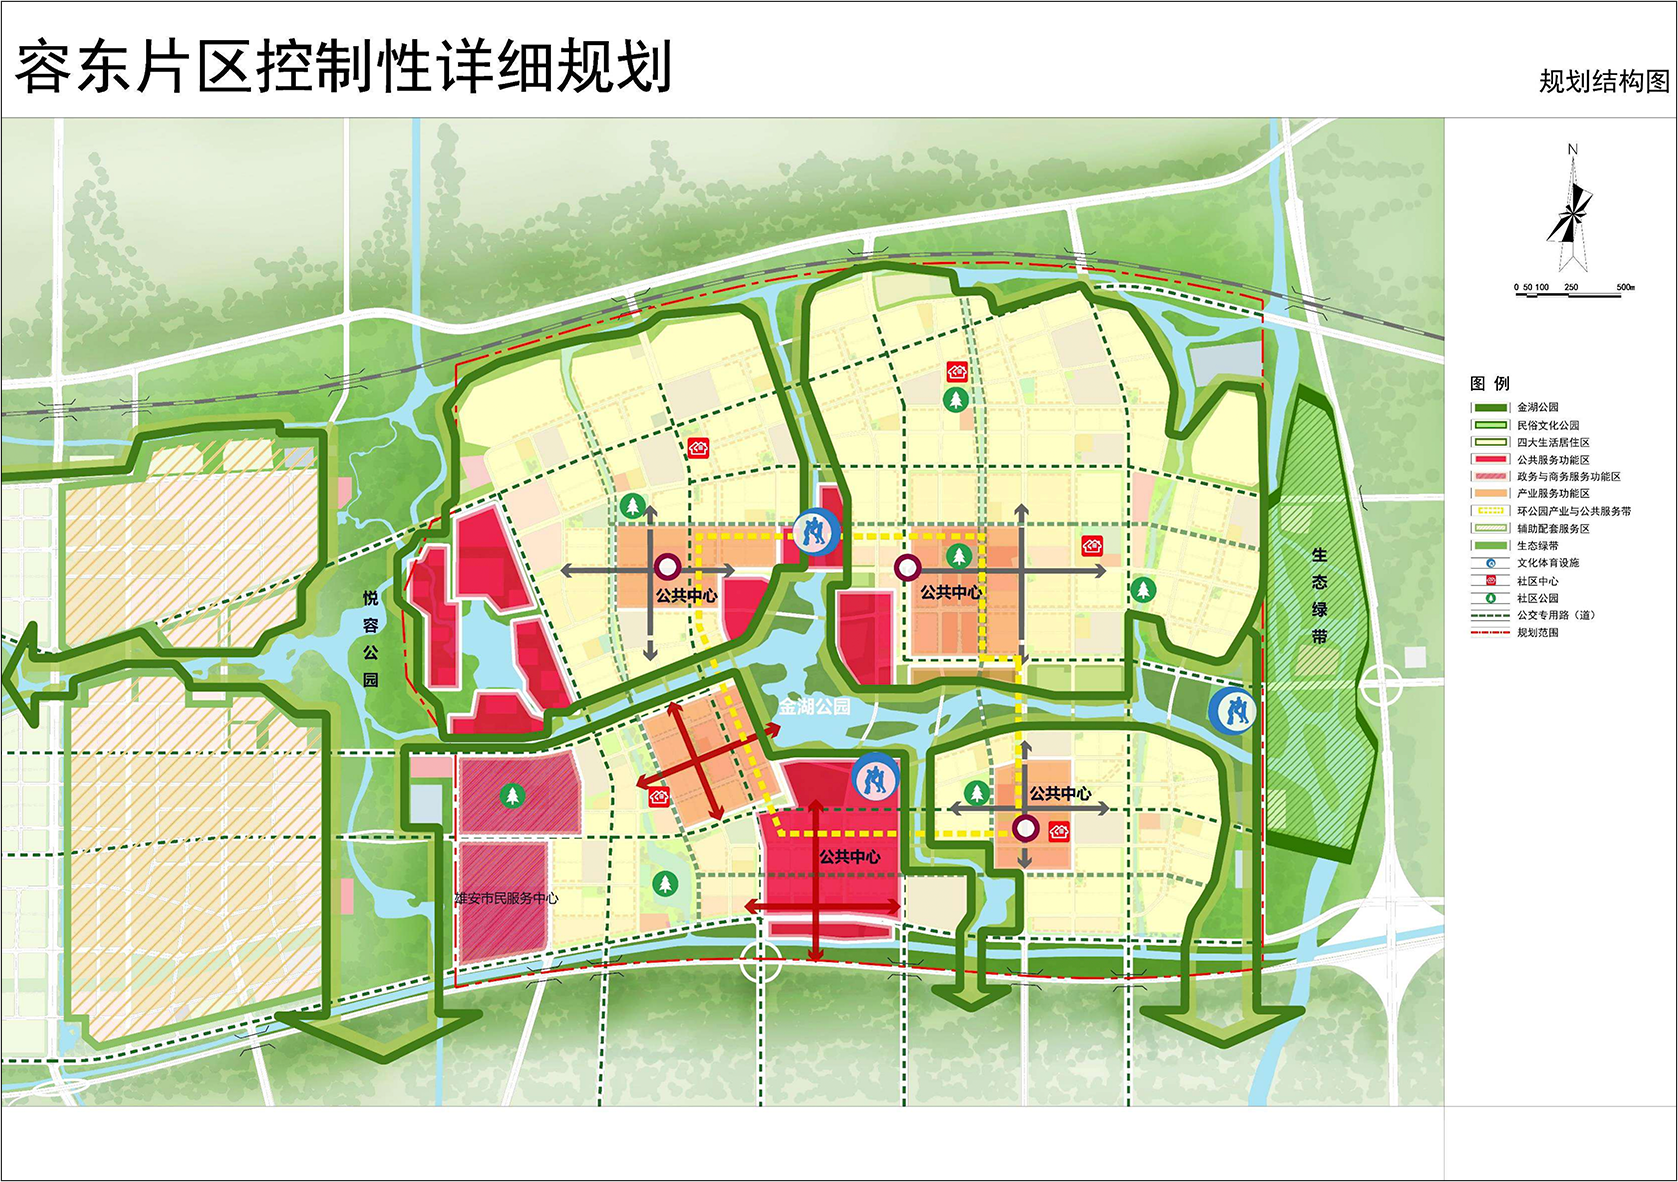 容东片区控制性详细规划
规划结构图
N
0 50 100 250 500m
图 例
金湖公园
民俗文化公园
四大生活居住区
公共服务功能区
政务与商务服务功能区
产业服务功能区
环公园产业与公共服务带
辅助配套服务区
生态绿带
文化体育设施
社区中心
社区公园
公交专用路（道）
规划范围
生态绿带
悦容公园
公共中心
公共中心
金湖公园
公共中心
公共中心
雄安市民服务中心